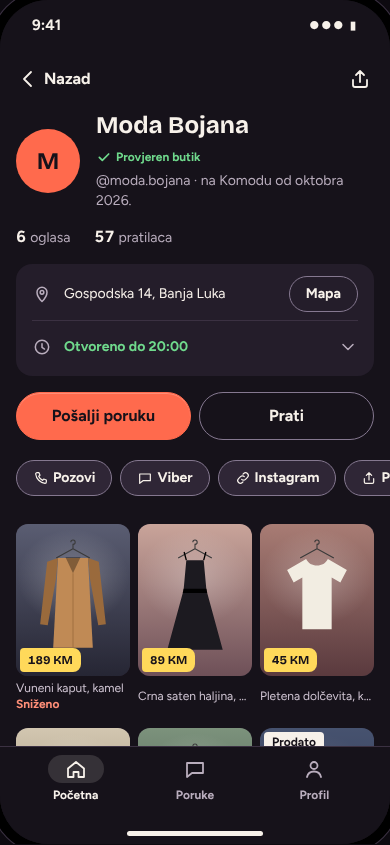 9:41
Nazad
M
Moda Bojana
Provjeren butik
@moda.bojana · na Komodu od oktobra
2026.
6 oglasa 57 pratilaca
Gospodska 14, Banja Luka
Mapa
Otvoreno do 20:00
Pošalji poruku
Prati
Pozovi
Viber
Instagram
P
189 KM
89 KM
45 KM
Vuneni kaput, kamel
Sniženo
Crna saten haljina, ...
Pletena dolčevita, k...
Prodato
Početna
Poruke
Profil